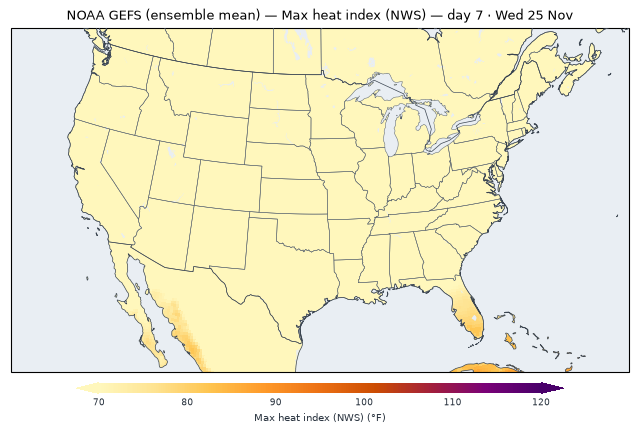 NOAA GEFS (ensemble mean) — Max heat index (NWS) — day 7 · Wed 25 Nov
70 80 90 100 110 120
Max heat index (NWS) (°F)